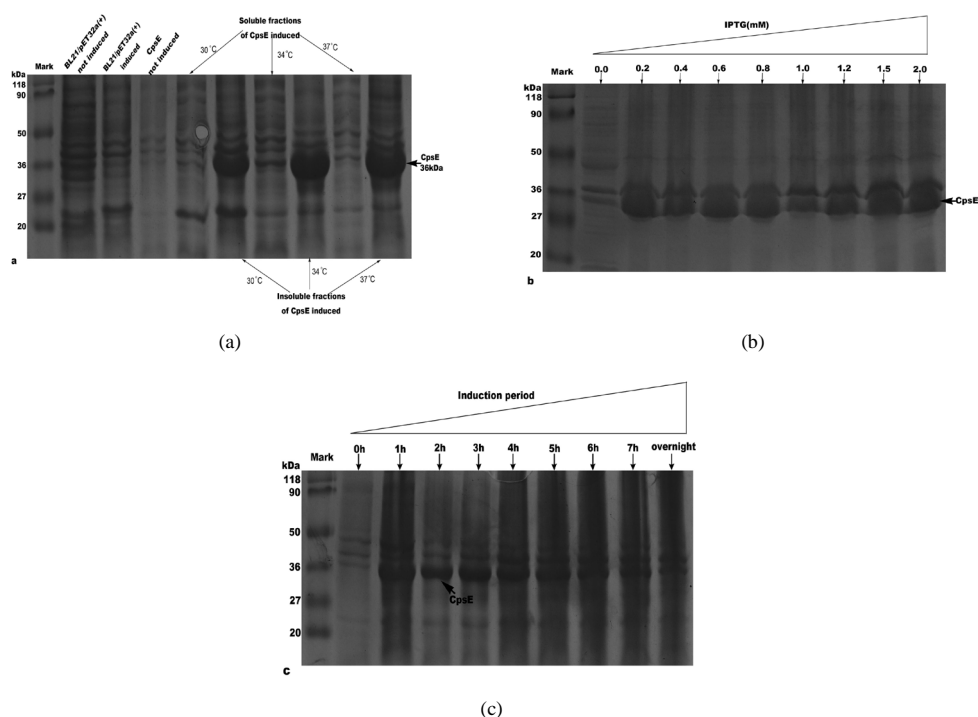 BL21/pET32a(+)
not induced
BL21/pET32a(+)
induced
CpsE
not induced
Soluble fractions
of CpsE induced
30℃
34℃
37℃
kDa
Mark
118
90
50
36
27
20
CpsE
36kDa
a
30℃
34℃
37℃
Insoluble fractions
of CpsE induced
(a)
IPTG(mM)
Mark
0.0 0.2 0.4 0.6 0.8 1.0 1.2 1.5 2.0
kDa
118
90
50
36
27
20
CpsE
b
(b)
Induction period
Mark
0h 1h 2h 3h 4h 5h 6h 7h overnight
kDa
118
90
50
36
27
20
CpsE
c
(c)